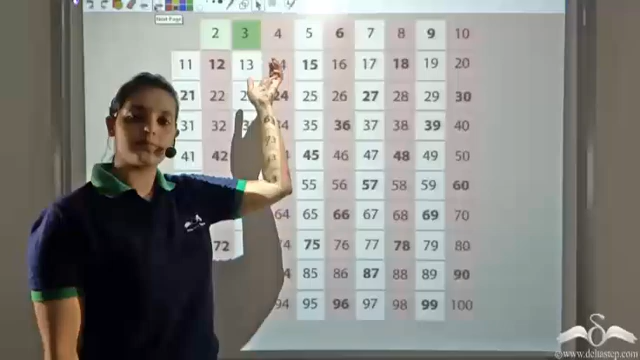 Next Page
2 3 4 5 6 7 8 9 10
11 12 13 15 16 17 18 19 20
21 22 24 25 26 27 28 29 30
31 32 35 36 37 38 39 40
41 42 45 46 47 48 49 50
55 56 57 58 59 60
64 65 66 67 68 69 70
72 75 76 77 78 79 80
85 86 87 88 89 90
94 95 96 97 98 99 100
© www.deltastep.com